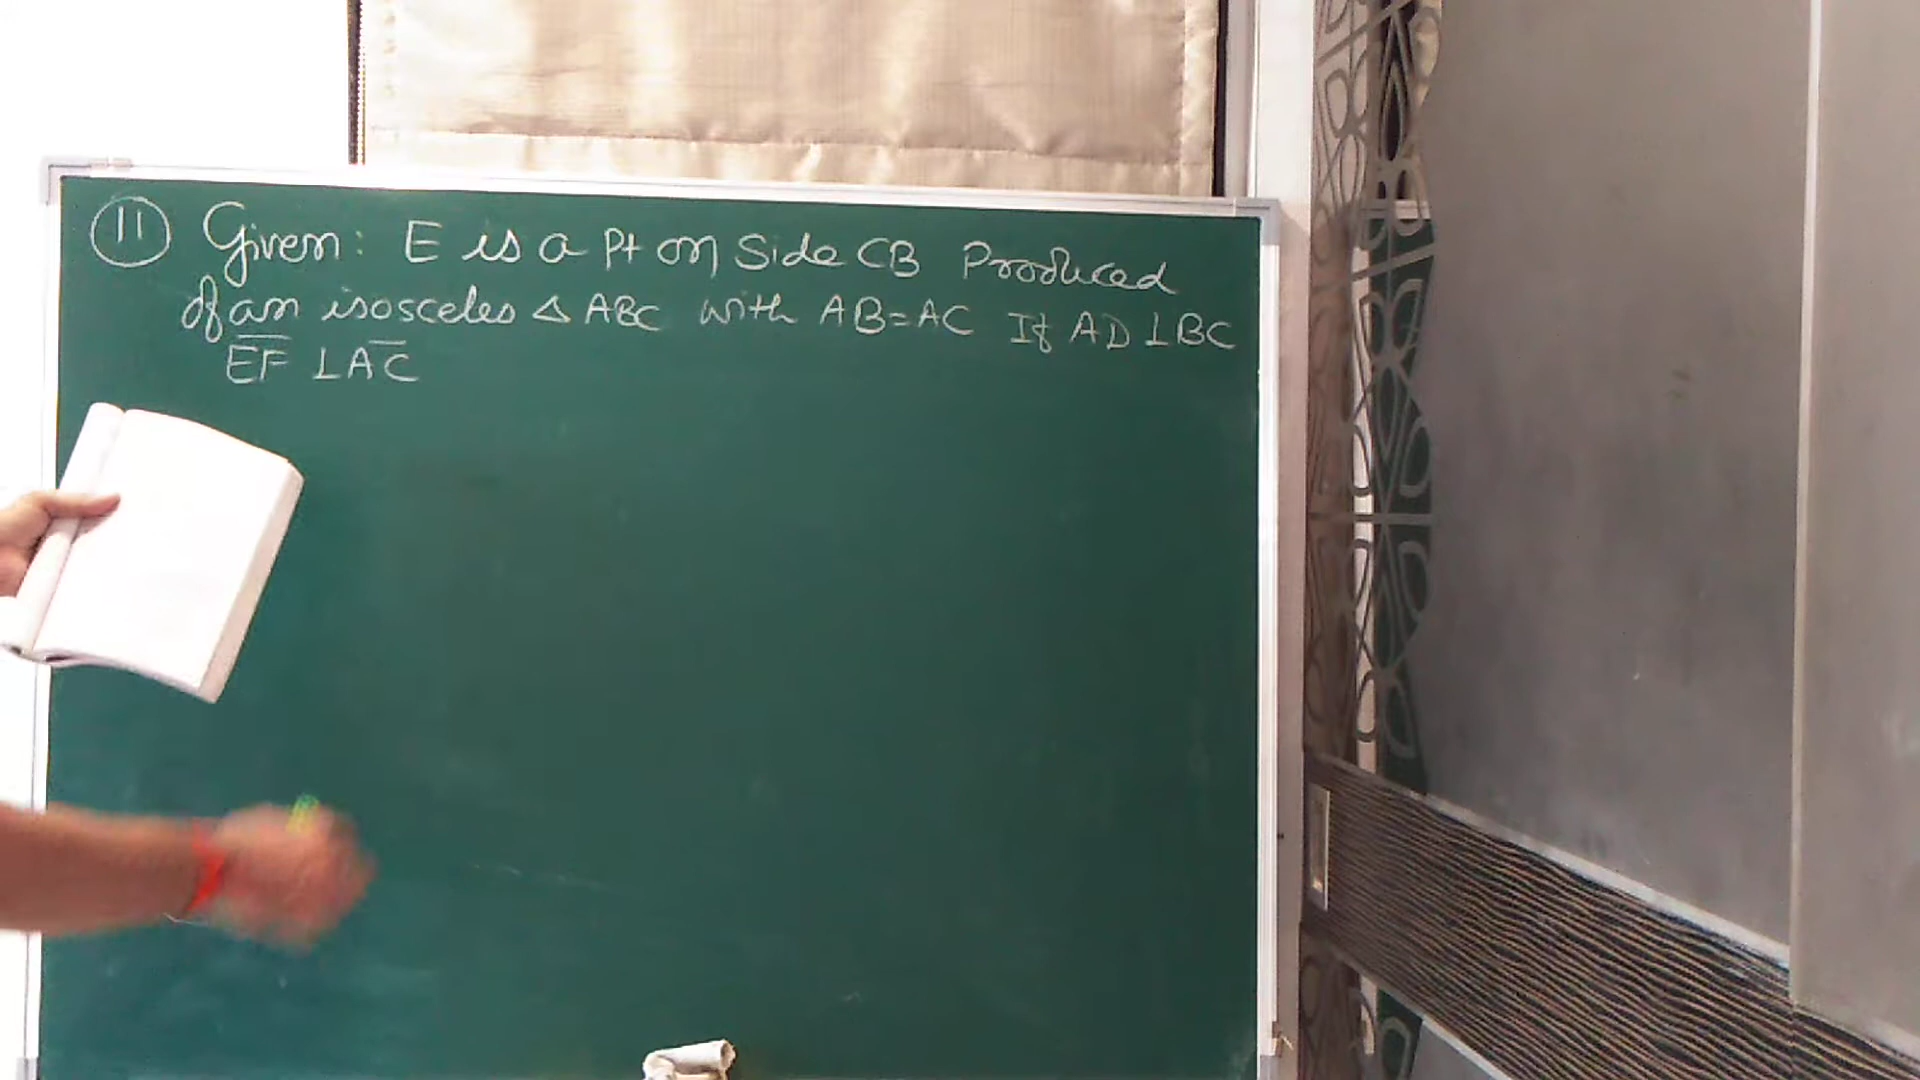 11 Given: E is a Pt on Side CB Produced
of an isosceles △ ABC with AB=AC If AD ⊥ BC
EF ⊥ AC